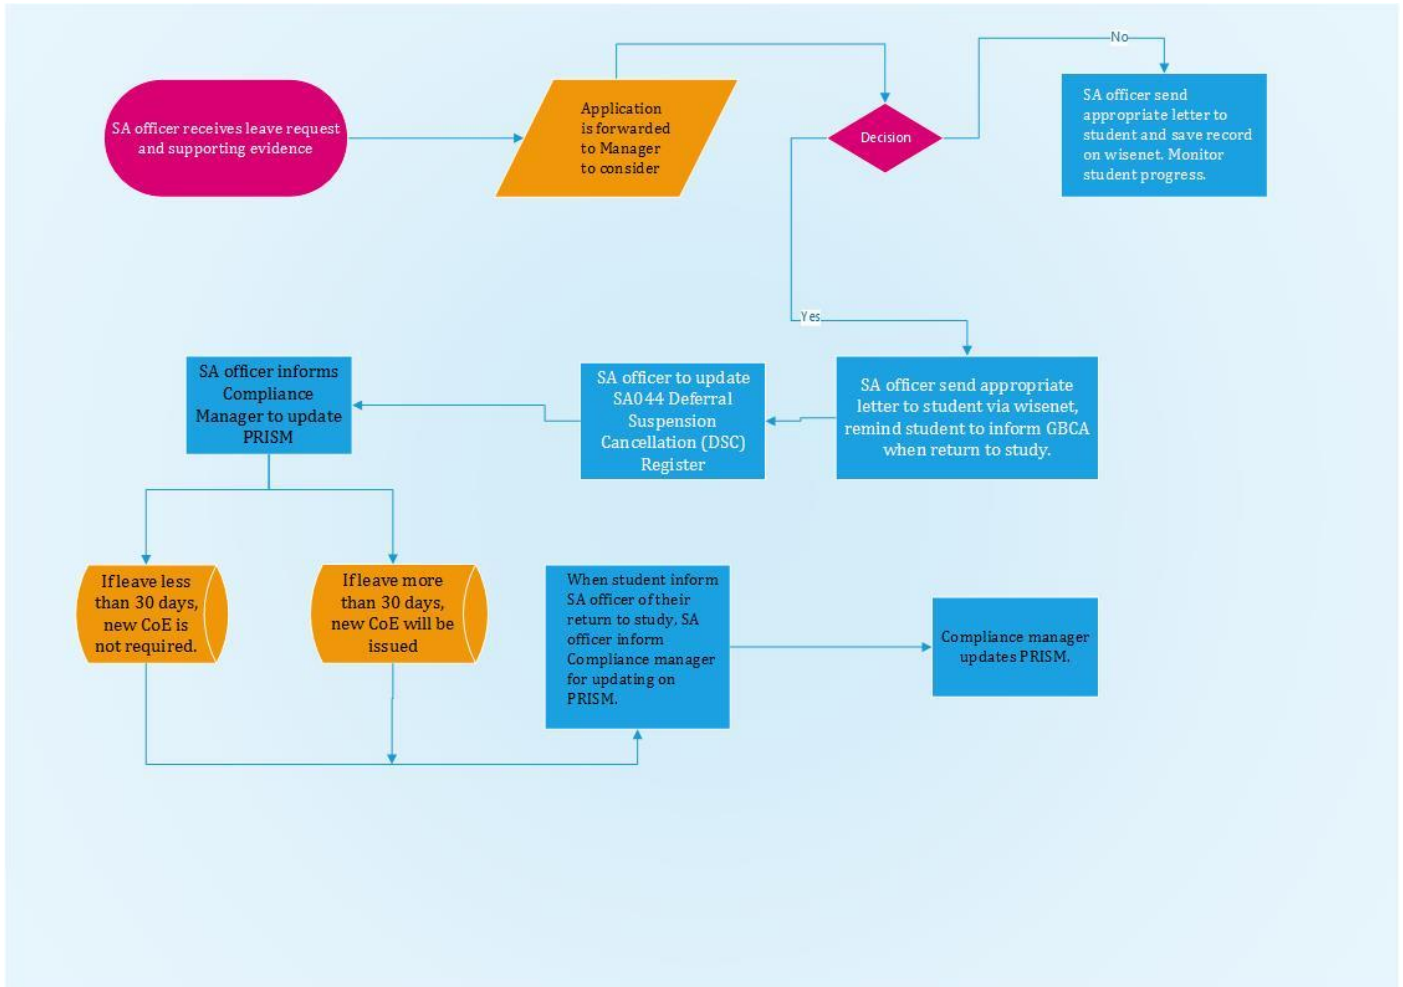 SA officer receives leave request
and supporting evidence
Application
is forwarded
to Manager
to consider
Decision
No
SA officer send
appropriate letter to
student and save record
on wisenet. Monitor
student progress.
Yes
SA officer send appropriate
letter to student via wisenet,
remind student to inform GBCA
when return to study.
SA officer to update
SA044 Deferral
Suspension
Cancellation (DSC)
Register
SA officer informs
Compliance
Manager to update
PRISM
If leave less
than 30 days,
new CoE is
not required.
If leave more
than 30 days,
new CoE will be
issued
When student inform
SA officer of their
return to study, SA
officer inform
Compliance manager
for updating on
PRISM.
Compliance manager
updates PRISM.